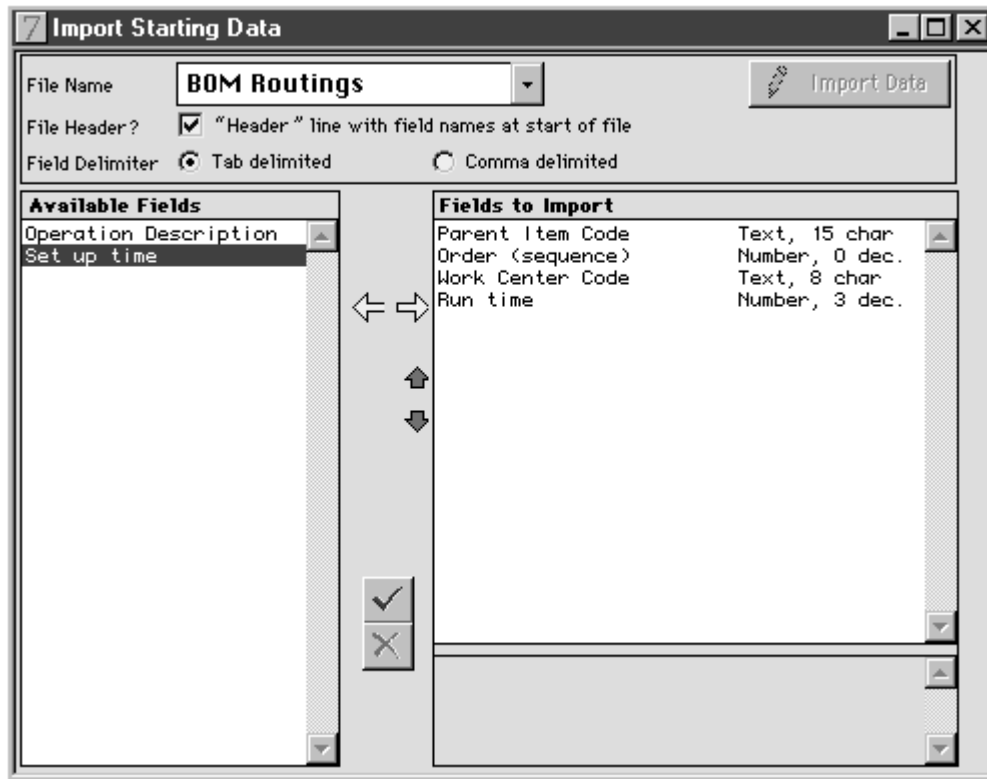 7 Import Starting Data
File Name BOM Routings Import Data
File Header? "Header" line with field names at start of file
Field Delimiter Tab delimited Comma delimited
Available Fields
Operation Description
Set up time
Fields to Import
Parent Item Code Text, 15 char
Order (sequence) Number, 0 dec.
Work Center Code Text, 8 char
Run time Number, 3 dec.